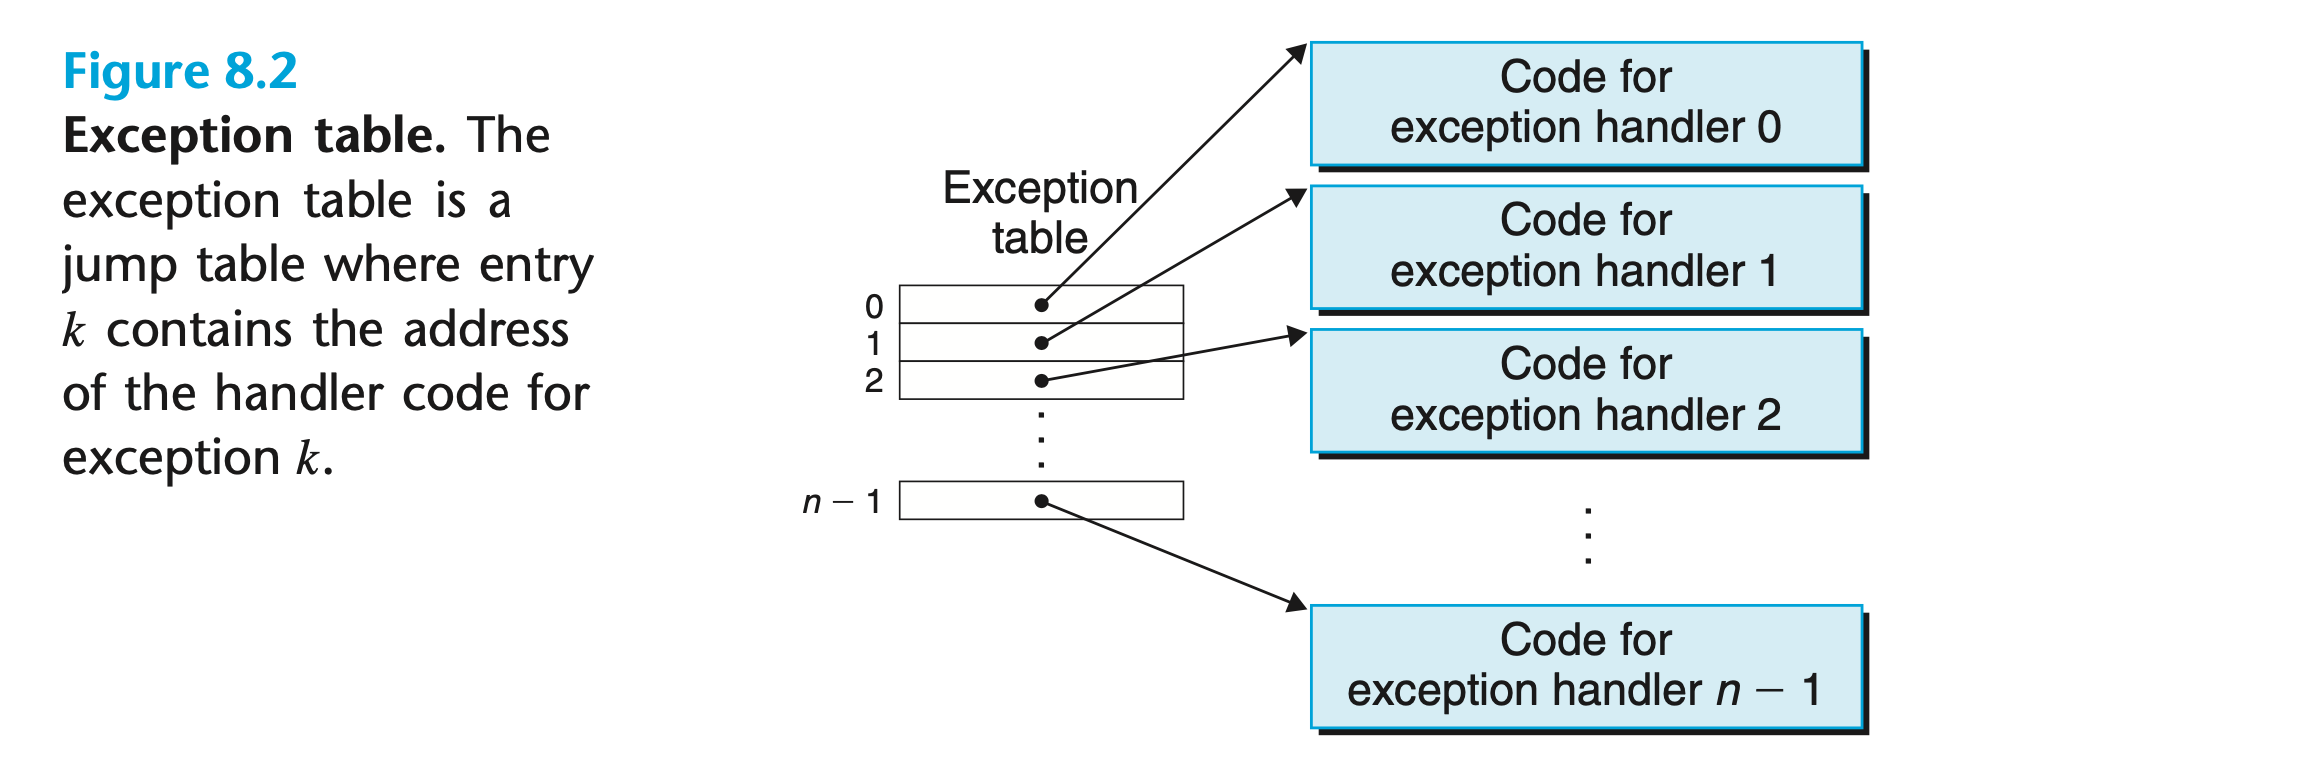 Figure 8.2
Exception table. The
exception table is a
jump table where entry
k contains the address
of the handler code for
exception k.
Exception
table
0
1
2
n − 1
Code for
exception handler 0
Code for
exception handler 1
Code for
exception handler 2
Code for
exception handler n − 1